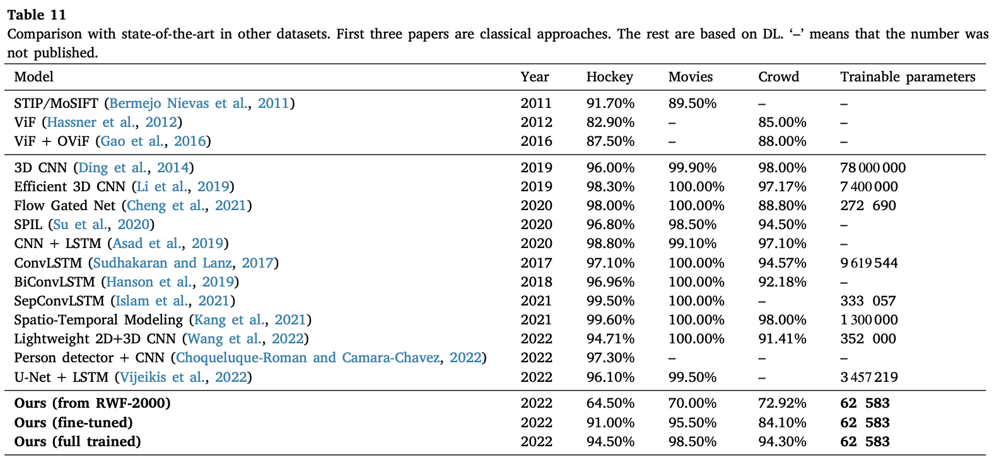 Table 11
Comparison with state-of-the-art in other datasets. First three papers are classical approaches. The rest are based on DL. ‘–’ means that the number was
not published.
Model Year Hockey Movies Crowd Trainable parameters
STIP/MoSIFT (Bermejo Nievas et al., 2011) 2011 91.70% 89.50% – –
ViF (Hassner et al., 2012) 2012 82.90% – 85.00% –
ViF + OViF (Gao et al., 2016) 2016 87.50% – 88.00% –
3D CNN (Ding et al., 2014) 2019 96.00% 99.90% 98.00% 78 000 000
Efficient 3D CNN (Li et al., 2019) 2019 98.30% 100.00% 97.17% 7 400 000
Flow Gated Net (Cheng et al., 2021) 2020 98.00% 100.00% 88.80% 272 690
SPIL (Su et al., 2020) 2020 96.80% 98.50% 94.50% –
CNN + LSTM (Asad et al., 2019) 2020 98.80% 99.10% 97.10% –
ConvLSTM (Sudhakaran and Lanz, 2017) 2017 97.10% 100.00% 94.57% 9 619 544
BiConvLSTM (Hanson et al., 2019) 2018 96.96% 100.00% 92.18% –
SepConvLSTM (Islam et al., 2021) 2021 99.50% 100.00% – 333 057
Spatio-Temporal Modeling (Kang et al., 2021) 2021 99.60% 100.00% 98.00% 1 300 000
Lightweight 2D+3D CNN (Wang et al., 2022) 2022 94.71% 100.00% 91.41% 352 000
Person detector + CNN (Choqueluque-Roman and Camara-Chavez, 2022) 2022 97.30% – – –
U-Net + LSTM (Vijeikis et al., 2022) 2022 96.10% 99.50% – 3 457 219
Ours (from RWF-2000) 2022 64.50% 70.00% 72.92% 62 583
Ours (fine-tuned) 2022 91.00% 95.50% 84.10% 62 583
Ours (full trained) 2022 94.50% 98.50% 94.30% 62 583